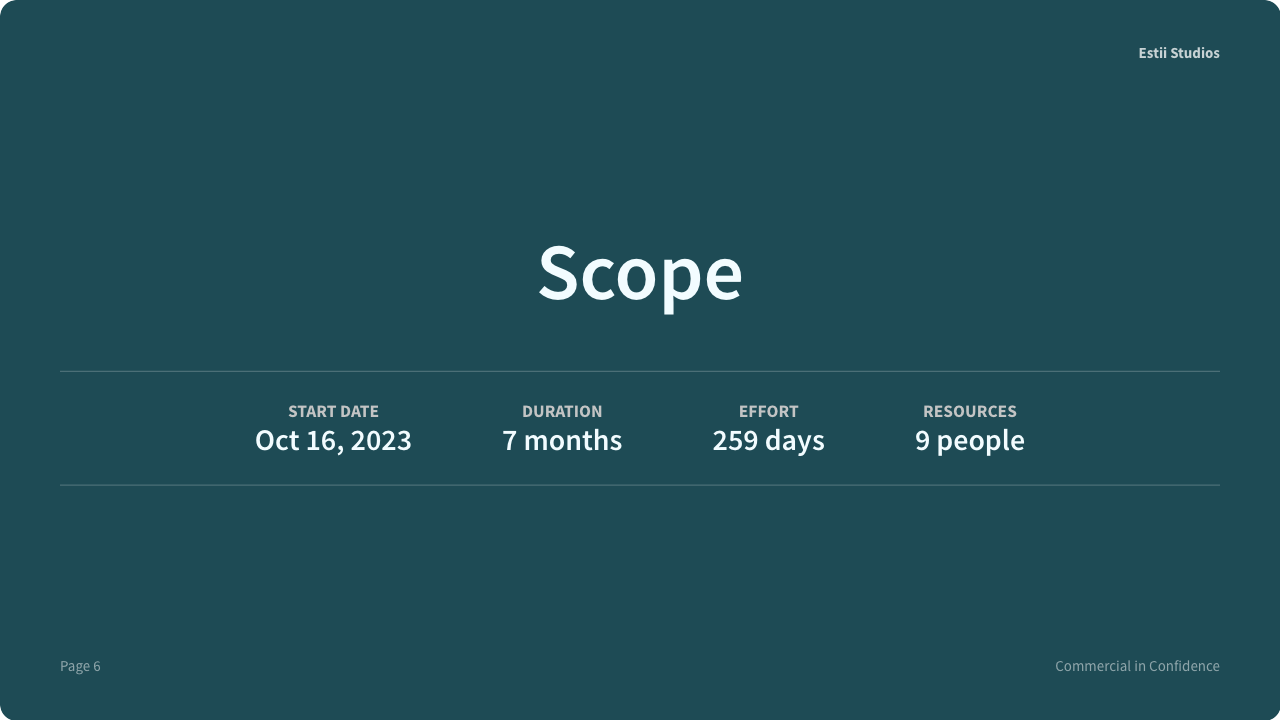 Estii Studios
Scope
START DATE
Oct 16, 2023
DURATION
7 months
EFFORT
259 days
RESOURCES
9 people
Page 6
Commercial in Confidence